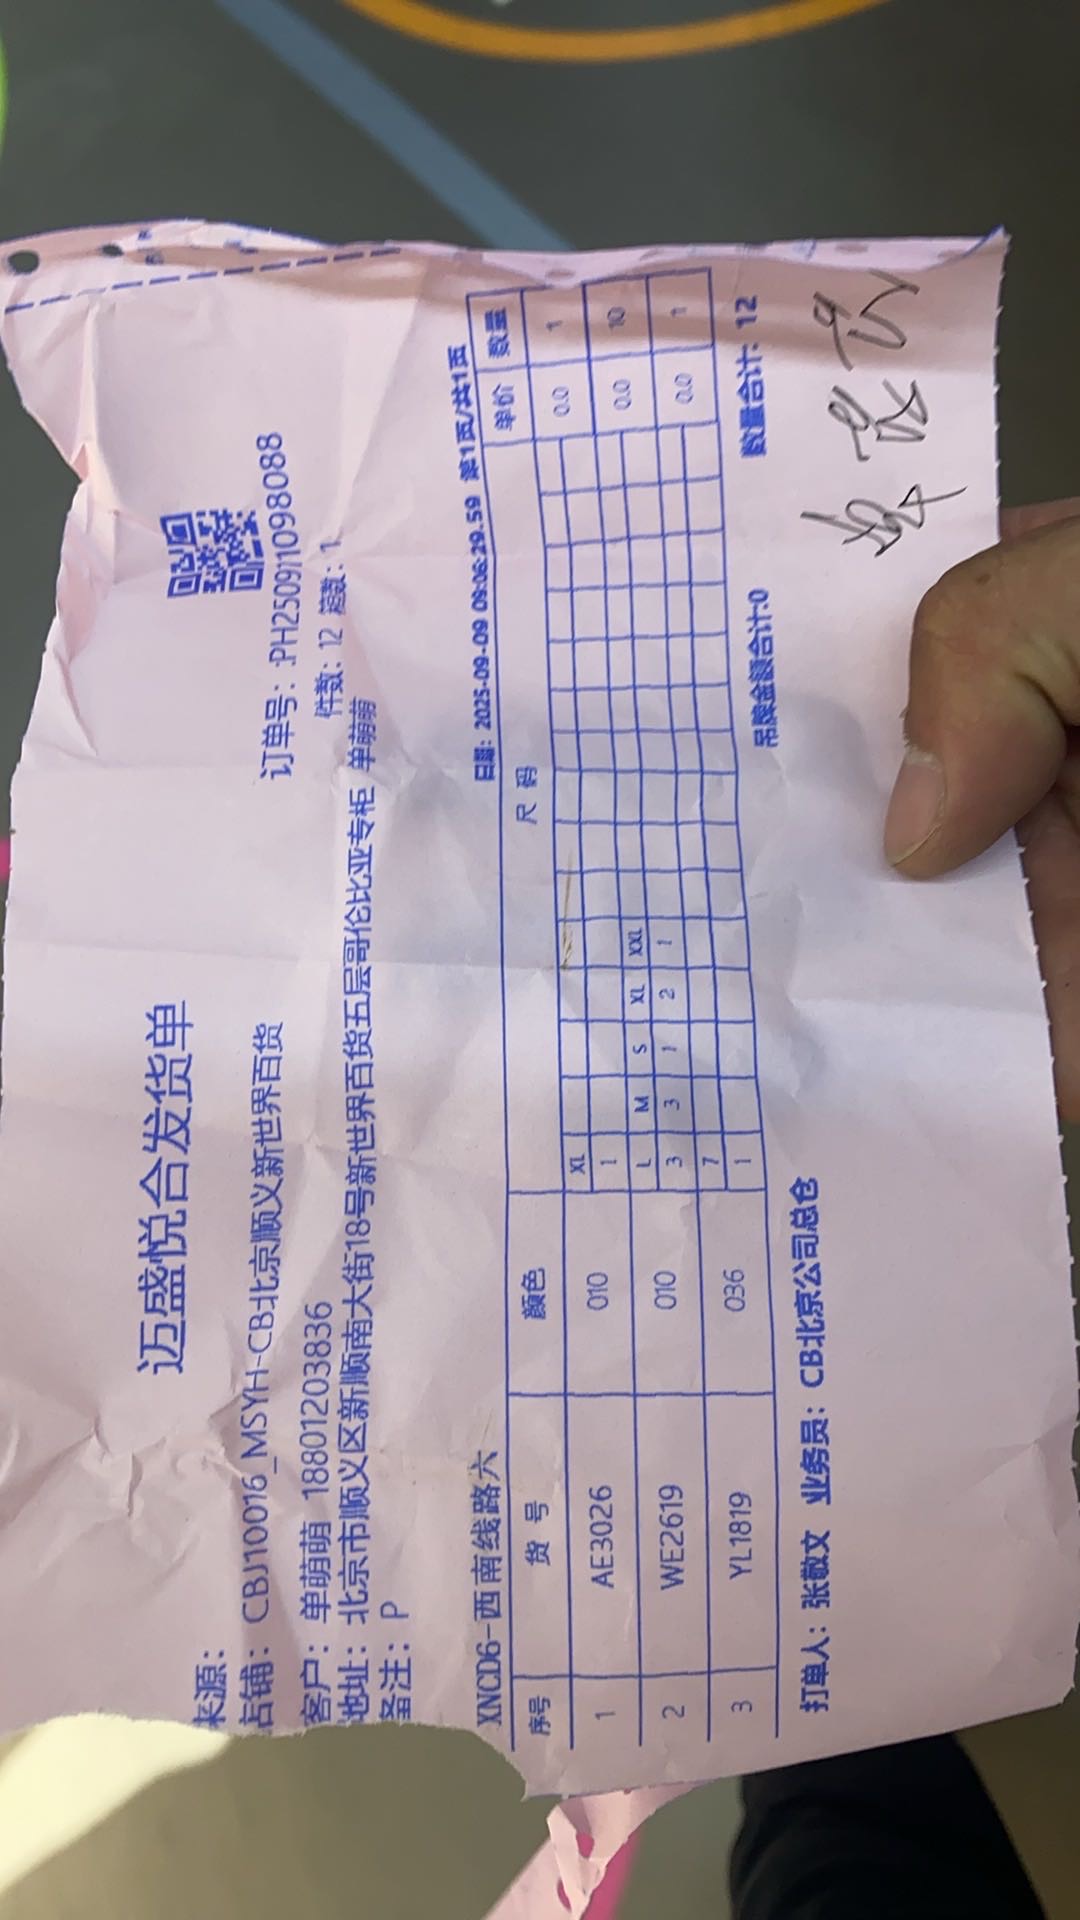 迈盛悦合发货单
来源：
店铺：CBJ10016_MSYH-CB北京顺义新世界百货
订单号：:PH25091098088
客户：单萌萌 18801203836
件数：12 箱数：1
地址：北京市顺义区新顺南大街18号新世界百货五层哥伦比亚专柜 单萌萌
备注：P
XNCD6-西南线路六
日期：2025-09-09 09:06:29.59 第1页/共1页
序号 货号 颜色 尺码 单价 数量
XL
1 AE3026 010 1 0.0 1
L M S XL XXL
2 WE2619 010 3 3 1 2 1 0.0 10
7
3 YL1819 036 1 0.0 1
吊牌金额合计:0 数量合计：12
打单人：张敬文 业务员：CB北京公司总仓